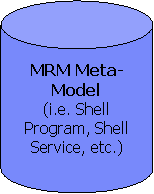 MRM Meta-
Model
(i.e. Shell
Program, Shell
Service, etc.)